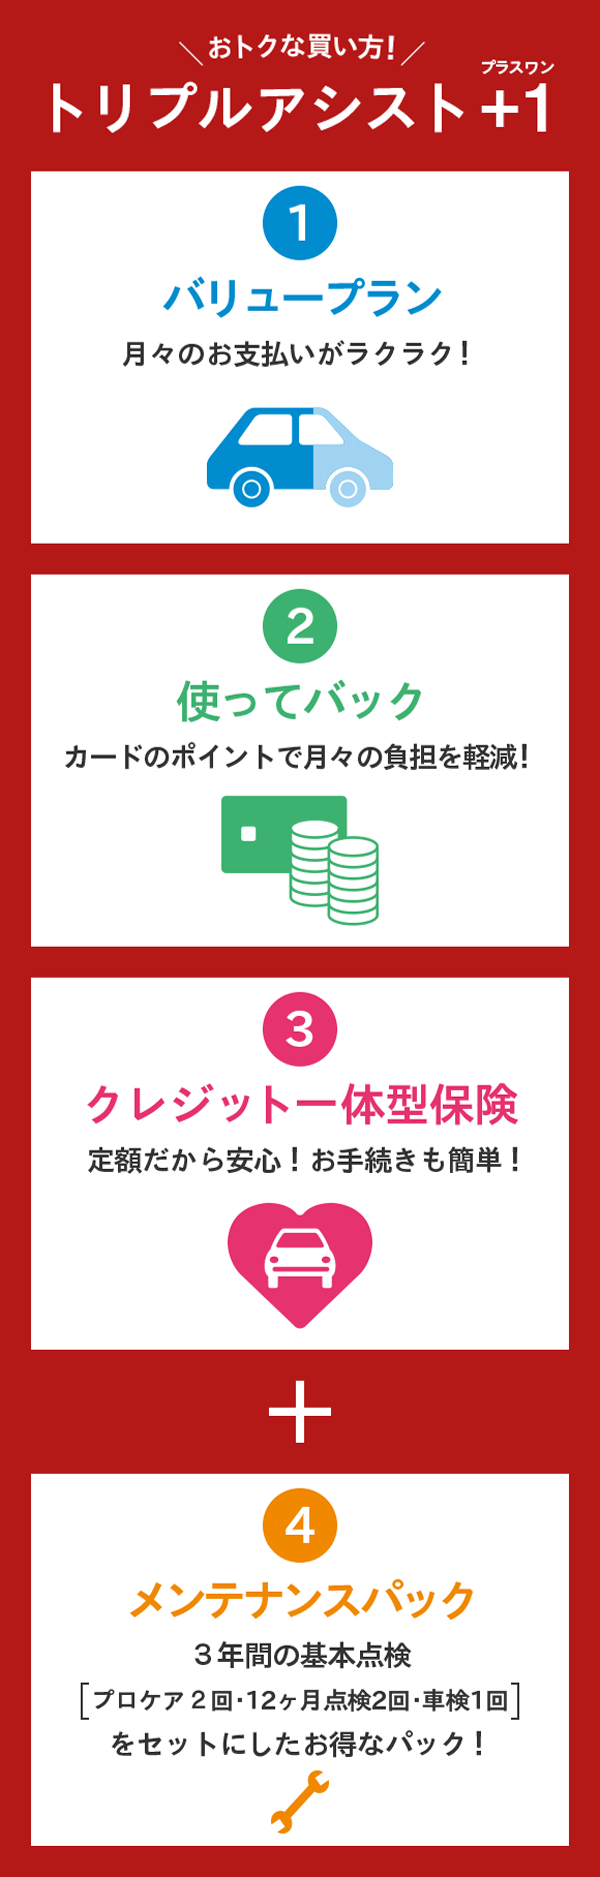 おトクな買い方!
プラスワン
トリプルアシスト+1
1
バリュープラン
月々のお支払いがラクラク!
2
使ってバック
カードのポイントで月々の負担を軽減!
3
クレジット一体型保険
定額だから安心!お手続きも簡単!
+
4
メンテナンスパック
3年間の基本点検
[プロケア2回・12ヶ月点検2回・車検1回]
をセットにしたお得なパック!